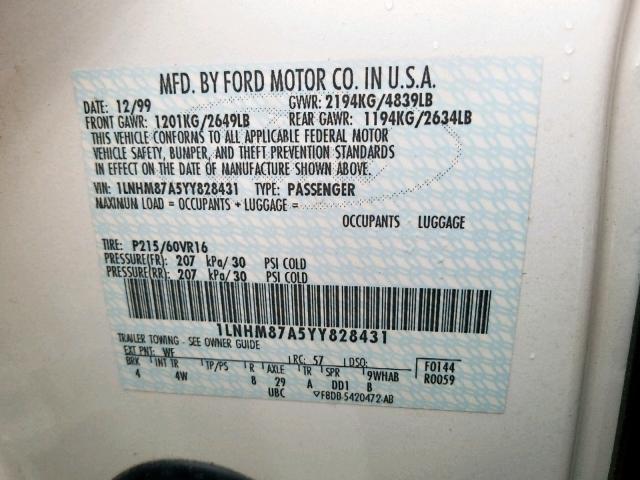 MFD. BY FORD MOTOR CO. IN U.S.A.
DATE: 12/99 GVWR: 2194KG/4839LB
FRONT GAWR: 1201KG/2649LB REAR GAWR: 1194KG/2634LB
THIS VEHICLE CONFORMS TO ALL APPLICABLE FEDERAL MOTOR
VEHICLE SAFETY, BUMPER, AND THEFT PREVENTION STANDARDS
IN EFFECT ON THE DATE OF MANUFACTURE SHOWN ABOVE.
VIN: 1LNHM87A5YY828431 TYPE: PASSENGER
MAXIMUM LOAD = OCCUPANTS + LUGGAGE =
OCCUPANTS LUGGAGE
TIRE: P215/60VR16
PRESSURE(FR): 207 kPa/30 PSI COLD
PRESSURE(RR): 207 kPa/30 PSI COLD
1LNHM87A5YY828431
TRAILER TOWING - SEE OWNER GUIDE
EXT PNT: WF RC: 57 DSO: F0144
BRK INT TR TP/PS R AXLE TR SPR 9WHAB R0059
4 4W 8 29 A DD1 B
UBC ▽F8DB-5420472-AB